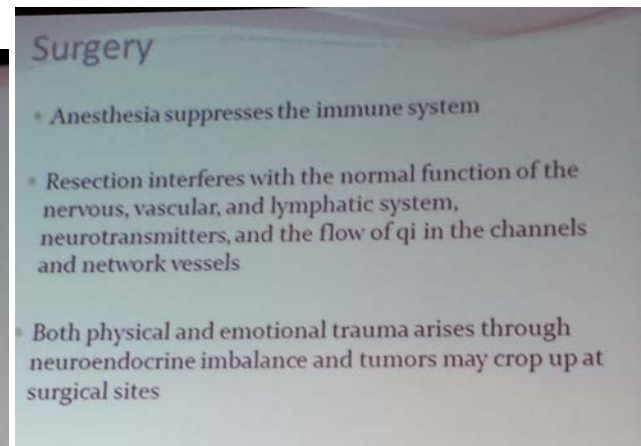 Surgery
• Anesthesia suppresses the immune system
• Resection interferes with the normal function of the
nervous, vascular, and lymphatic system,
neurotransmitters, and the flow of qi in the channels
and network vessels
• Both physical and emotional trauma arises through
neuroendocrine imbalance and tumors may crop up at
surgical sites